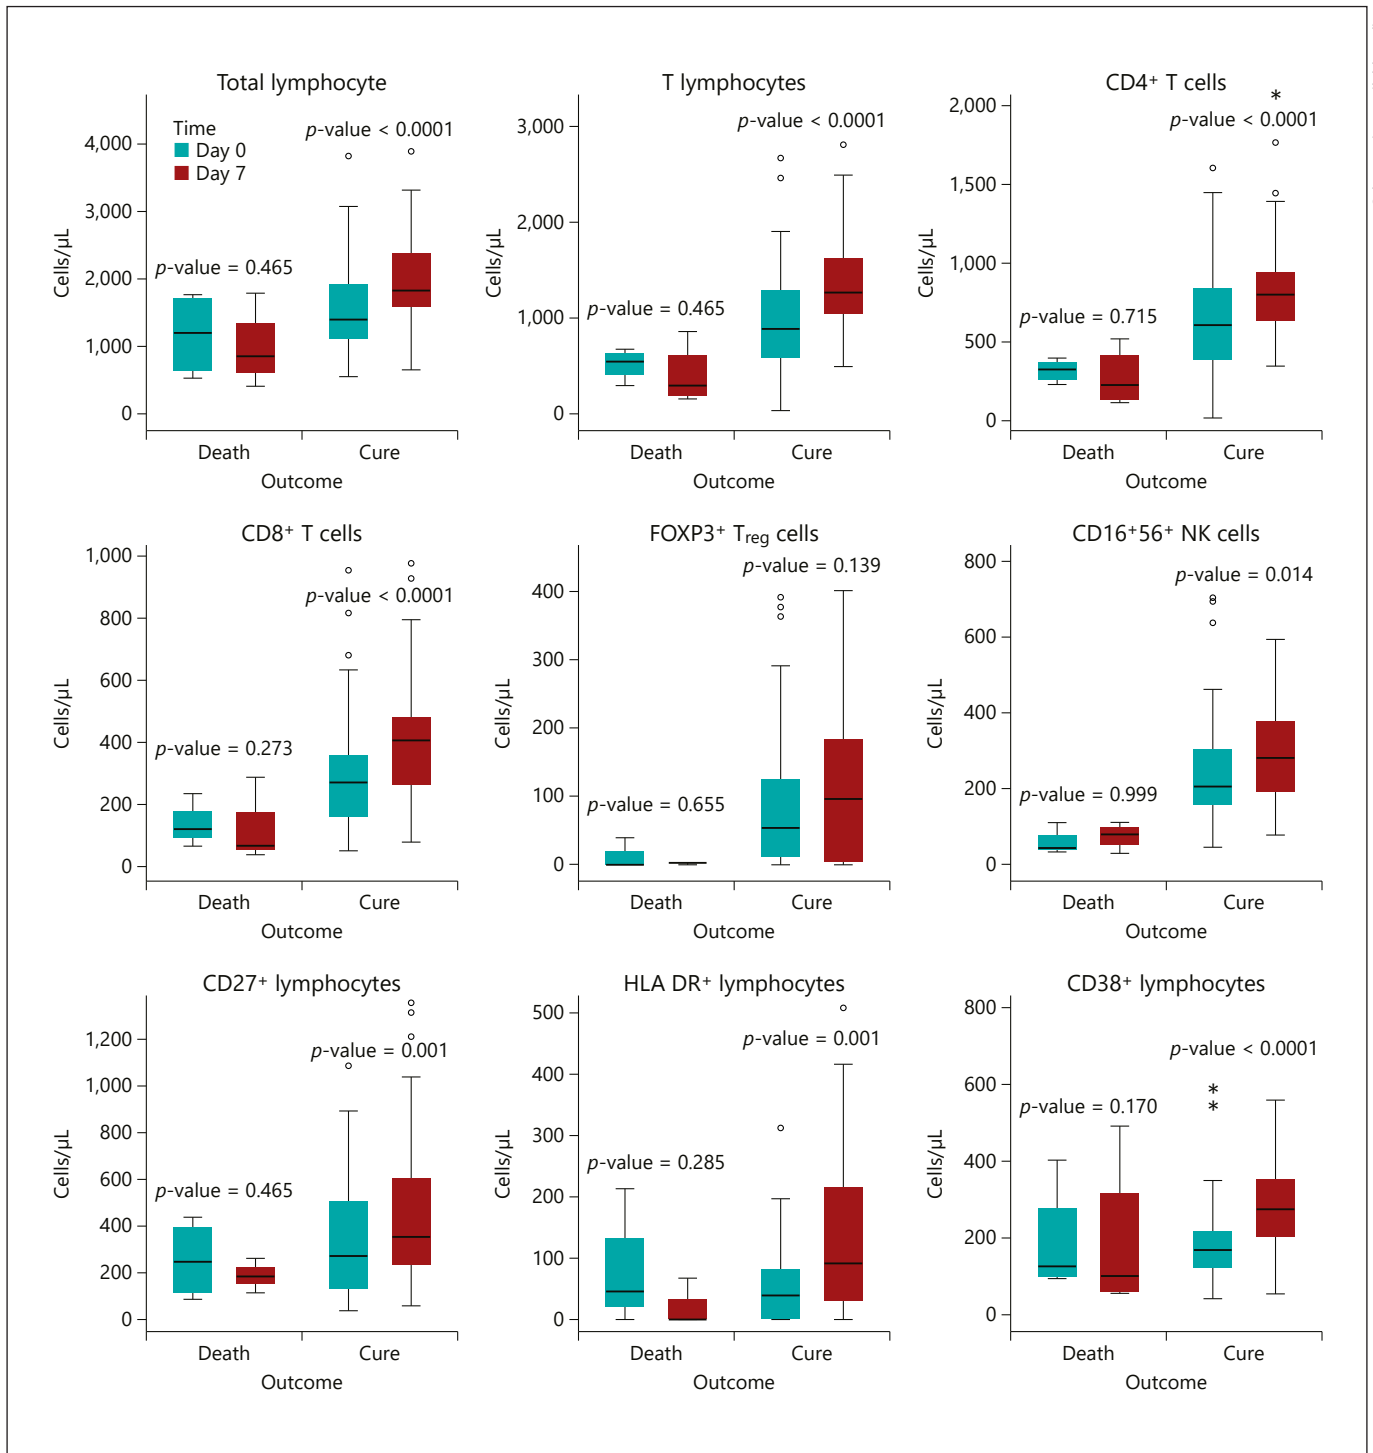 Total lymphocyte
Time
Day 0
Day 7
p-value < 0.0001
p-value = 0.465
4,000
3,000
2,000
1,000
0
Cells/µL
Death
Cure
Outcome
T lymphocytes
p-value < 0.0001
p-value = 0.465
3,000
2,000
1,000
0
Cells/µL
Death
Cure
Outcome
CD4+ T cells
*
p-value < 0.0001
p-value = 0.715
2,000
1,500
1,000
500
0
Cells/µL
Death
Cure
Outcome
CD8+ T cells
p-value < 0.0001
p-value = 0.273
1,000
800
600
400
200
0
Cells/µL
Death
Cure
Outcome
FOXP3+ Treg cells
p-value = 0.139
p-value = 0.655
400
300
200
100
0
Cells/µL
Death
Cure
Outcome
CD16+56+ NK cells
p-value = 0.014
p-value = 0.999
800
600
400
200
0
Cells/µL
Death
Cure
Outcome
CD27+ lymphocytes
p-value = 0.001
p-value = 0.465
1,200
1,000
800
600
400
200
0
Cells/µL
Death
Cure
Outcome
HLA DR+ lymphocytes
p-value = 0.001
p-value = 0.285
500
400
300
200
100
0
Cells/µL
Death
Cure
Outcome
CD38+ lymphocytes
p-value < 0.0001
*
*
p-value = 0.170
800
600
400
200
0
Cells/µL
Death
Cure
Outcome